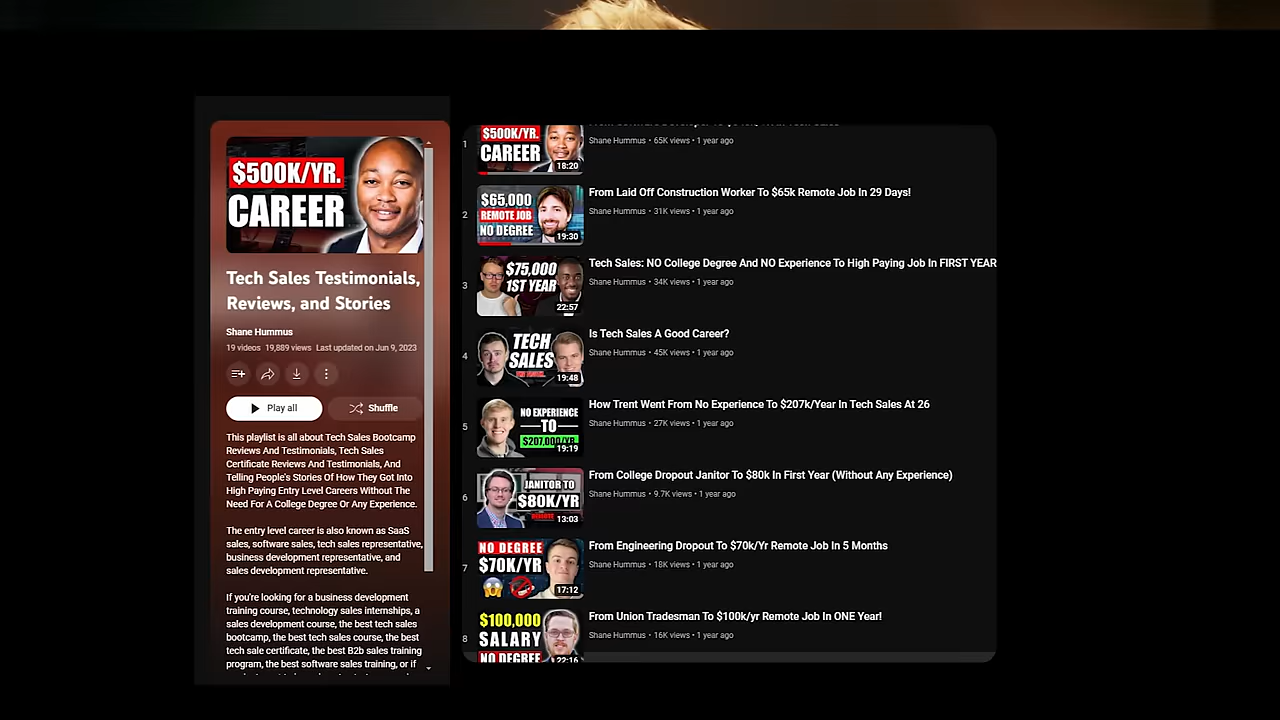 $500K/YR.
CAREER
Tech Sales Testimonials,
Reviews, and Stories
Shane Hummus
19 videos 19,889 views Last updated on Jun 9, 2023
Play all
Shuffle
This playlist is all about Tech Sales Bootcamp
Reviews And Testimonials, Tech Sales
Certificate Reviews And Testimonials, And
Telling People's Stories Of How They Got Into
High Paying Entry Level Careers Without The
Need For A College Degree Or Any Experience.
The entry level career is also known as SaaS
sales, software sales, tech sales representative,
business development representative, and
sales development representative.
If you're looking for a business development
training course, technology sales internships, a
sales development course, the best tech sales
bootcamp, the best tech sales course, the best
tech sale certificate, the best B2b sales training
program, the best software sales training, or if
1
$500K/YR.
CAREER
18:20
Shane Hummus • 65K views • 1 year ago
2
$65,000
REMOTE JOB
NO DEGREE
19:30
From Laid Off Construction Worker To $65k Remote Job In 29 Days!
Shane Hummus • 31K views • 1 year ago
3
$75,000
1ST YEAR
22:57
Tech Sales: NO College Degree And NO Experience To High Paying Job In FIRST YEAR
Shane Hummus • 34K views • 1 year ago
4
TECH
SALES
19:48
Is Tech Sales A Good Career?
Shane Hummus • 45K views • 1 year ago
5
NO EXPERIENCE
TO
$207,000/YR.
19:19
How Trent Went From No Experience To $207k/Year In Tech Sales At 26
Shane Hummus • 27K views • 1 year ago
6
JANITOR TO
$80K/YR
13:03
From College Dropout Janitor To $80k In First Year (Without Any Experience)
Shane Hummus • 9.7K views • 1 year ago
7
NO DEGREE
$70K/YR
17:12
From Engineering Dropout To $70k/Yr Remote Job In 5 Months
Shane Hummus • 18K views • 1 year ago
8
$100,000
SALARY
NO DEGREE
22:16
From Union Tradesman To $100k/yr Remote Job In ONE Year!
Shane Hummus • 16K views • 1 year ago